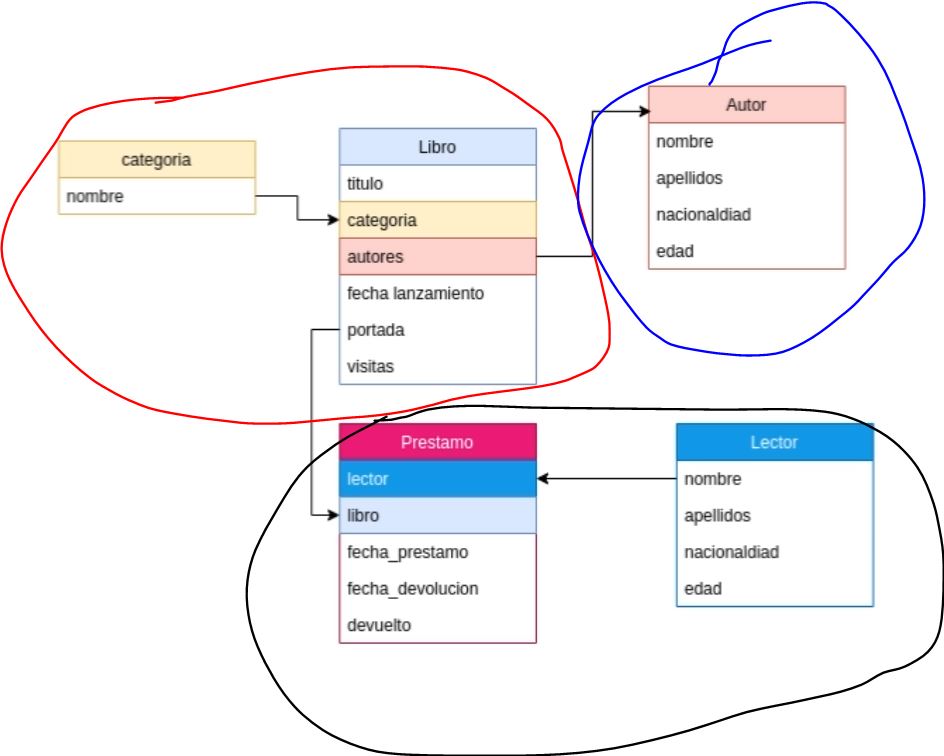 categoria
nombre
Libro
titulo
categoria
autores
fecha lanzamiento
portada
visitas
Autor
nombre
apellidos
nacionaldiad
edad
Prestamo
lector
libro
fecha_prestamo
fecha_devolucion
devuelto
Lector
nombre
apellidos
nacionaldiad
edad